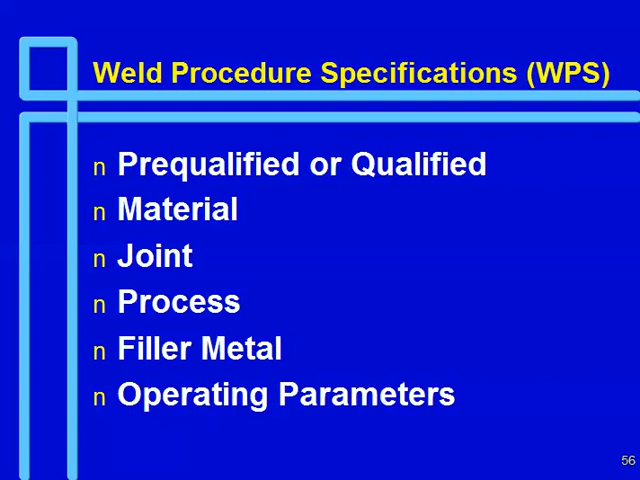 Weld Procedure Specifications (WPS)
n Prequalified or Qualified
n Material
n Joint
n Process
n Filler Metal
n Operating Parameters
56